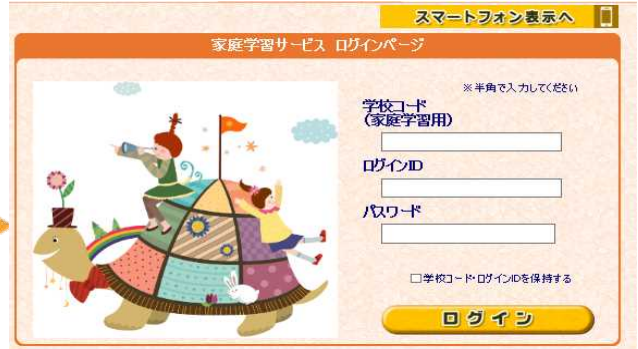 スマートフォン表示へ
家庭学習サービス ログインページ
※半角で入力してください
学校コード
(家庭学習用)
ログインID
パスワード
学校コード・ログインIDを保持する
ログイン